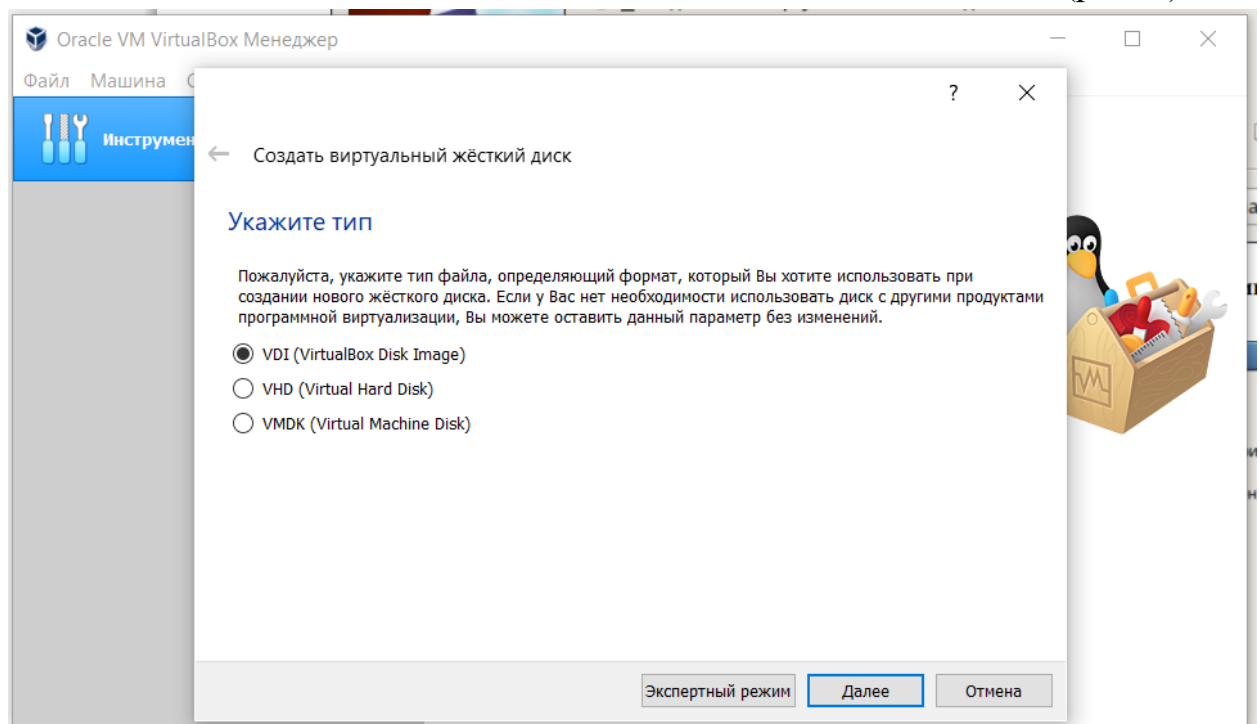 Oracle VM VirtualBox Менеджер
Файл Машина С
Инструмен
?
Создать виртуальный жёсткий диск
Укажите тип
Пожалуйста, укажите тип файла, определяющий формат, который Вы хотите использовать при
создании нового жёсткого диска. Если у Вас нет необходимости использовать диск с другими продуктами
программной виртуализации, Вы можете оставить данный параметр без изменений.
VDI (VirtualBox Disk Image)
VHD (Virtual Hard Disk)
VMDK (Virtual Machine Disk)
Экспертный режим Далее Отмена